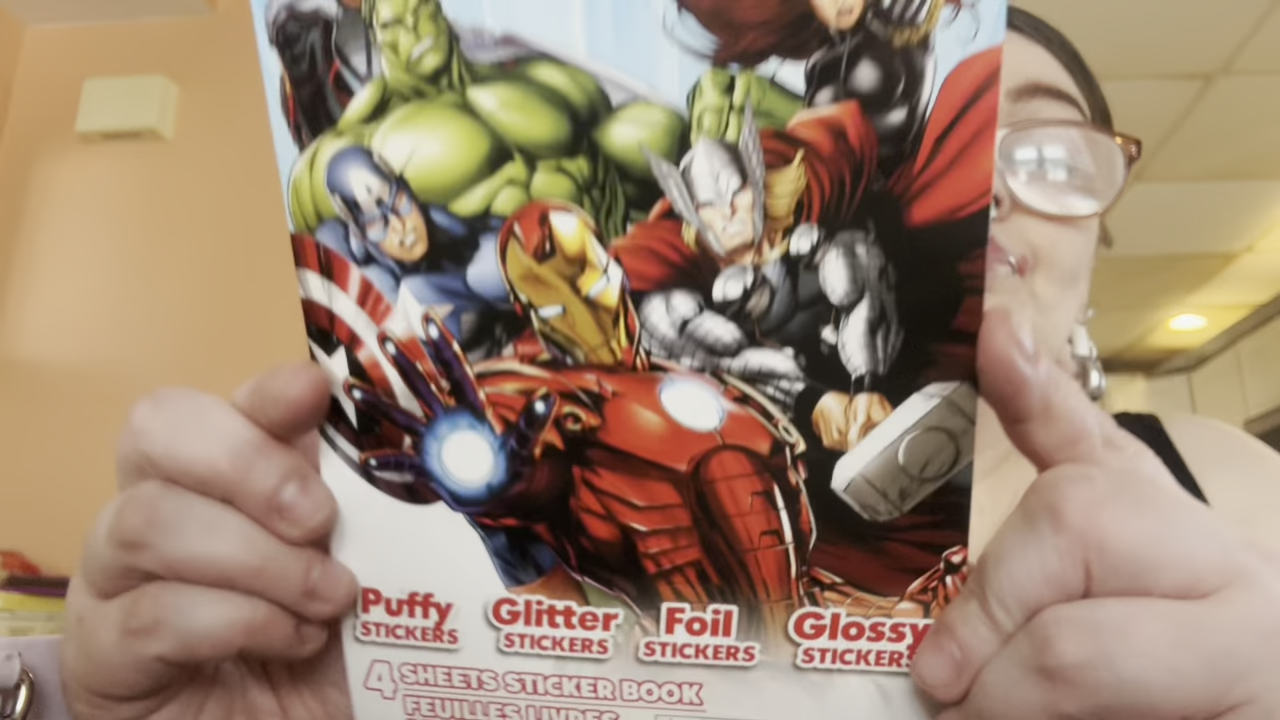 Puffy
STICKERS
Glitter
STICKERS
Foil
STICKERS
Glossy
STICKERS
4 SHEETS STICKER BOOK
FEUILLES LIVRES